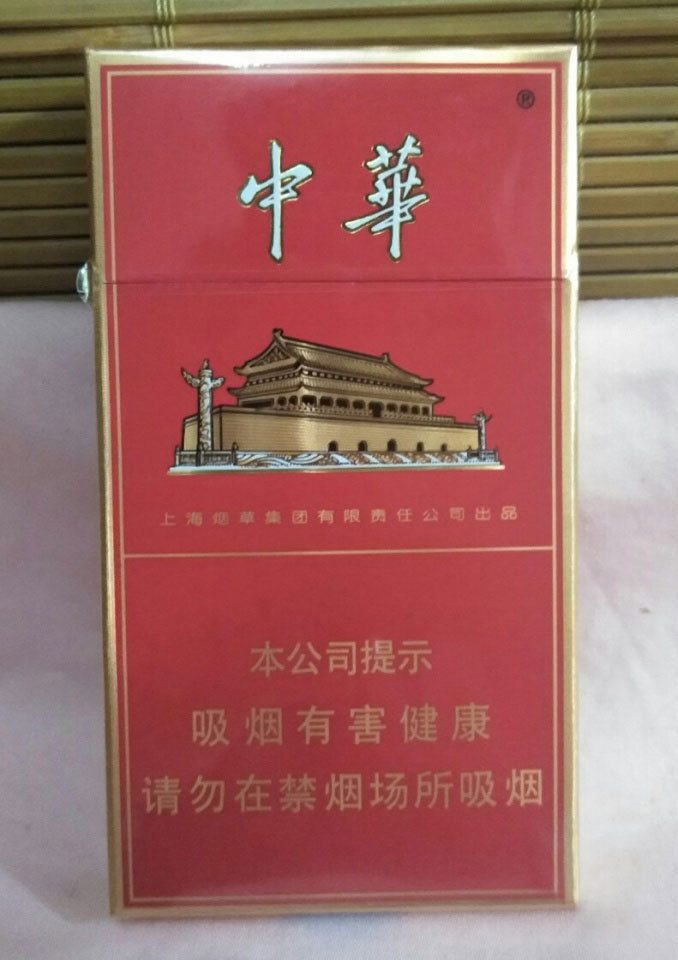 ®
中華
上海烟草集团有限责任公司出品
本公司提示
吸烟有害健康
请勿在禁烟场所吸烟